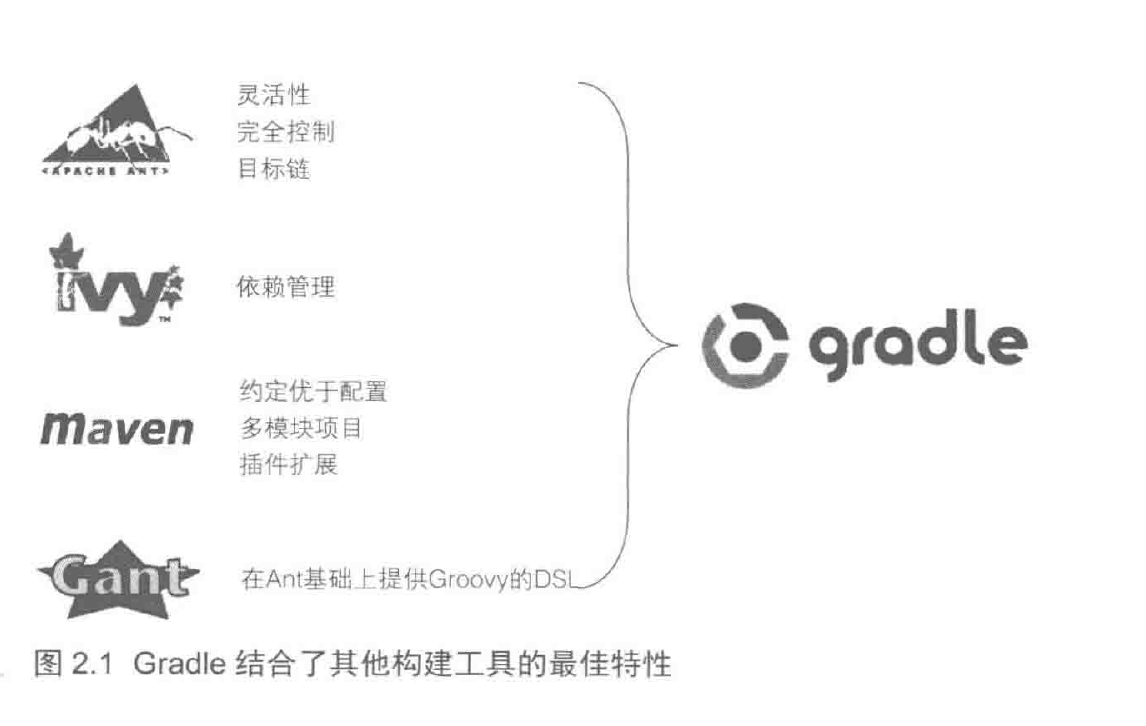 灵活性
完全控制
目标链
<APACHE ANT>
ivy
TM
依赖管理
约定优于配置
多模块项目
插件扩展
maven
Gant
在Ant基础上提供Groovy的DSL
gradle
图 2.1 Gradle 结合了其他构建工具的最佳特性